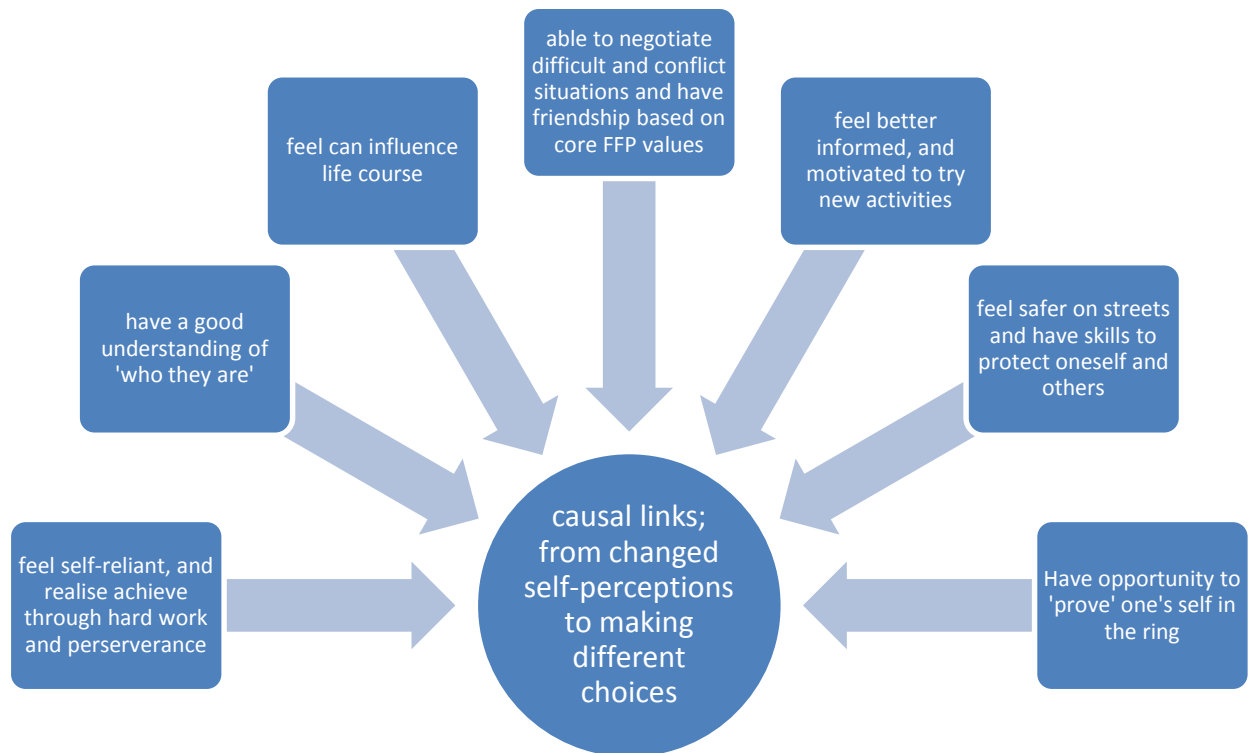 able to negotiate
difficult and conflict
situations and have
friendship based on
core FFP values
feel can influence
life course
feel better
informed, and
motivated to try
new activities
have a good
understanding of
'who they are'
feel safer on streets
and have skills to
protect oneself and
others
feel self-reliant, and
realise achieve
through hard work
and perserverance
causal links;
from changed
self-perceptions
to making
different
choices
Have opportunity to
'prove' one's self in
the ring